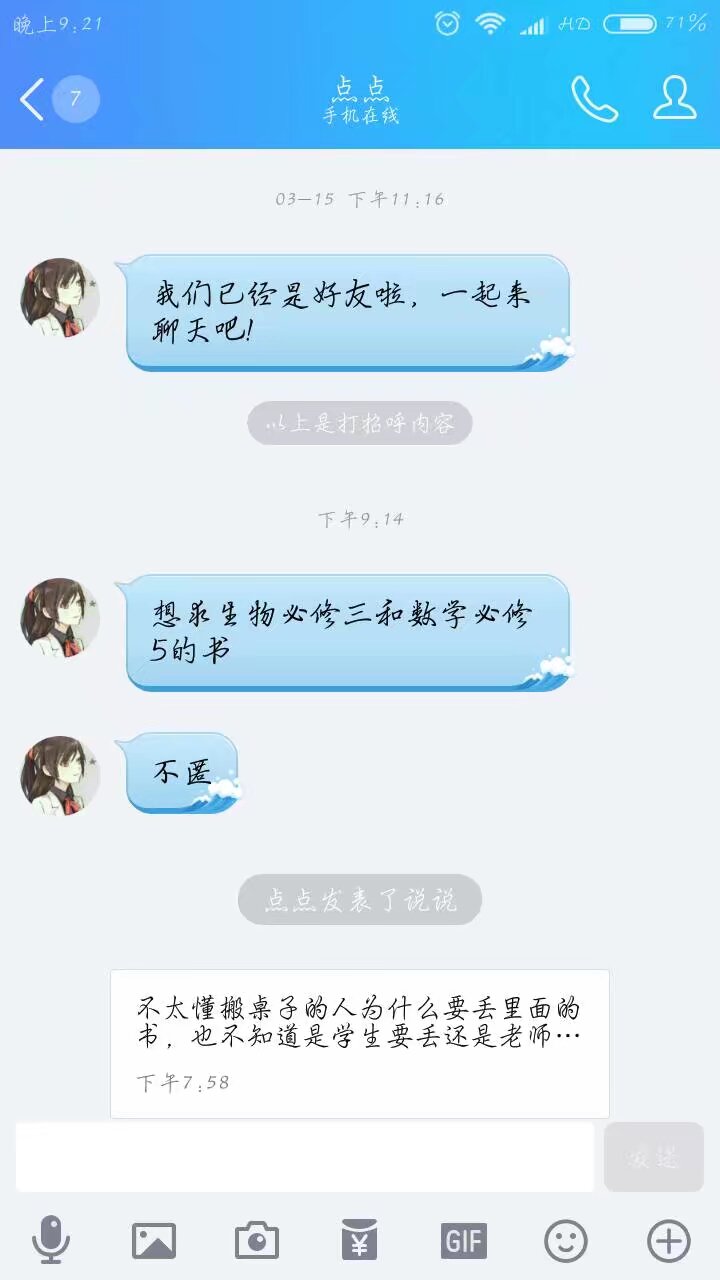 晚上9:21
HD
71%
7
点点
手机在线
03-15 下午11:16
我们已经是好友啦，一起来
聊天吧!
以上是打招呼内容
下午9:14
想求生物必修三和数学必修
5的书
不匿
点点发表了说说
不太懂搬桌子的人为什么要丢里面的
书，也不知道是学生要丢还是老师…
下午7:58
发送
¥
GIF